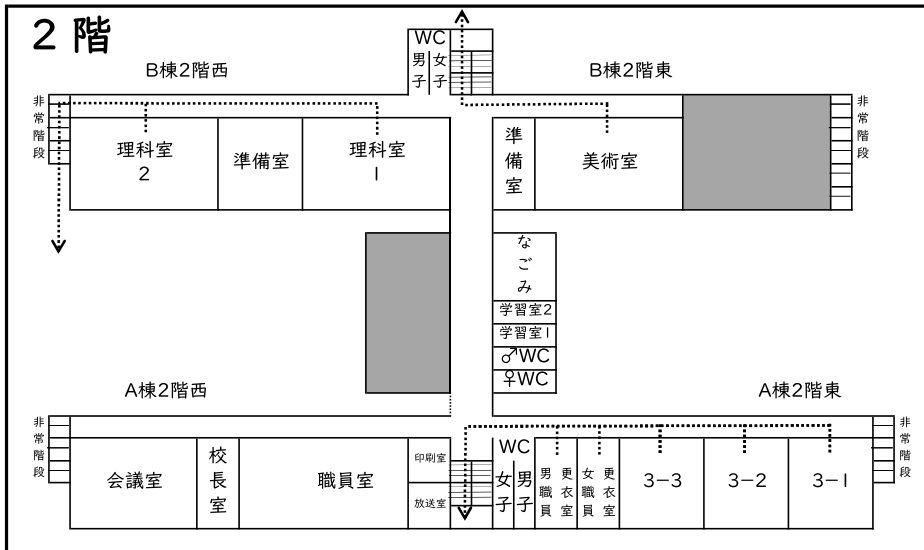 2階
B棟2階西
WC
男子
女子
B棟2階東
非常階段
理科室
2
準備室
理科室
1
準備室
美術室
非常階段
なごみ
学習室2
学習室1
♂WC
♀WC
A棟2階西
A棟2階東
非常階段
会議室
校長室
職員室
印刷室
放送室
WC
女子
男子
男職員
更衣室
女職員
更衣室
3-3
3-2
3-1
非常階段